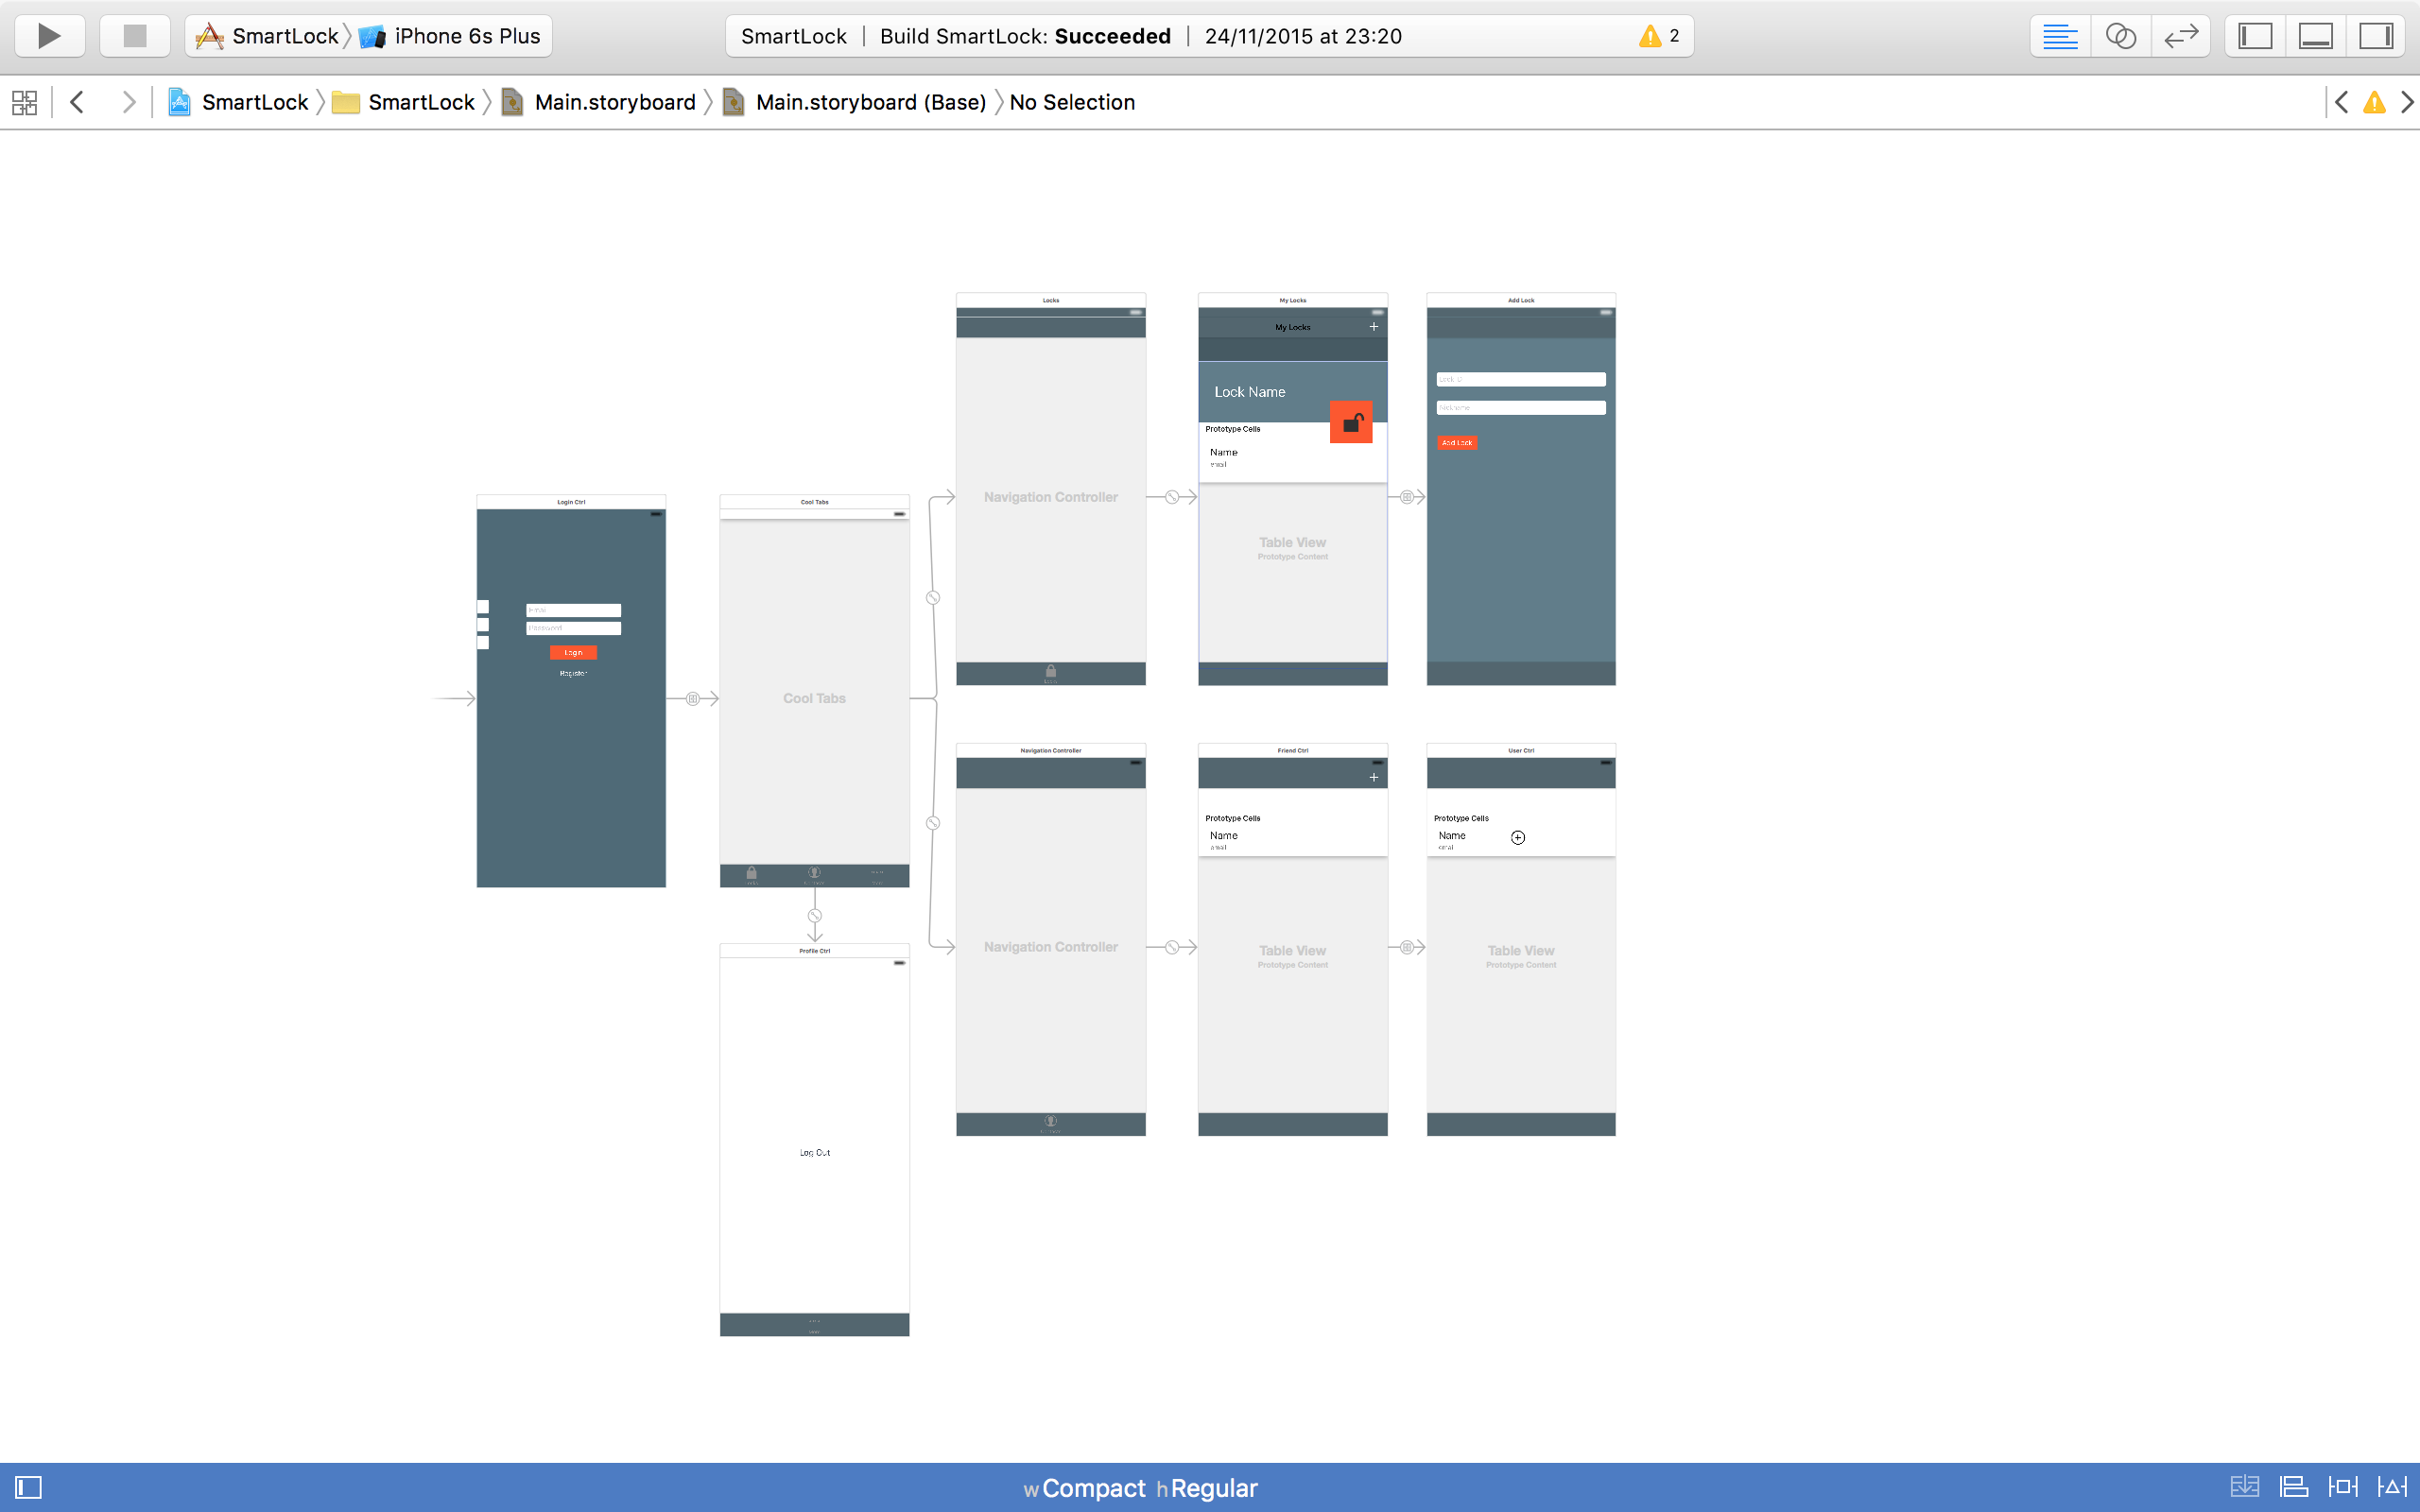 SmartLock iPhone 6s Plus
SmartLock | Build SmartLock: Succeeded | 24/11/2015 at 23:20
2
SmartLock SmartLock Main.storyboard Main.storyboard (Base) No Selection
Locks
Navigation Controller
My Locks
My Locks +
Lock Name
Prototype Cells
Name
email
Table View
Prototype Content
Add Lock
Lock ID
Nickname
Add Lock
Login Ctrl
Email
Password
Login
Register
Cool Tabs
Cool Tabs
Profile Ctrl
Log Out
Navigation Controller
Navigation Controller
Friend Ctrl
+
Prototype Cells
Name
email
Table View
Prototype Content
User Ctrl
Prototype Cells
Name
email
Table View
Prototype Content
wCompact hRegular